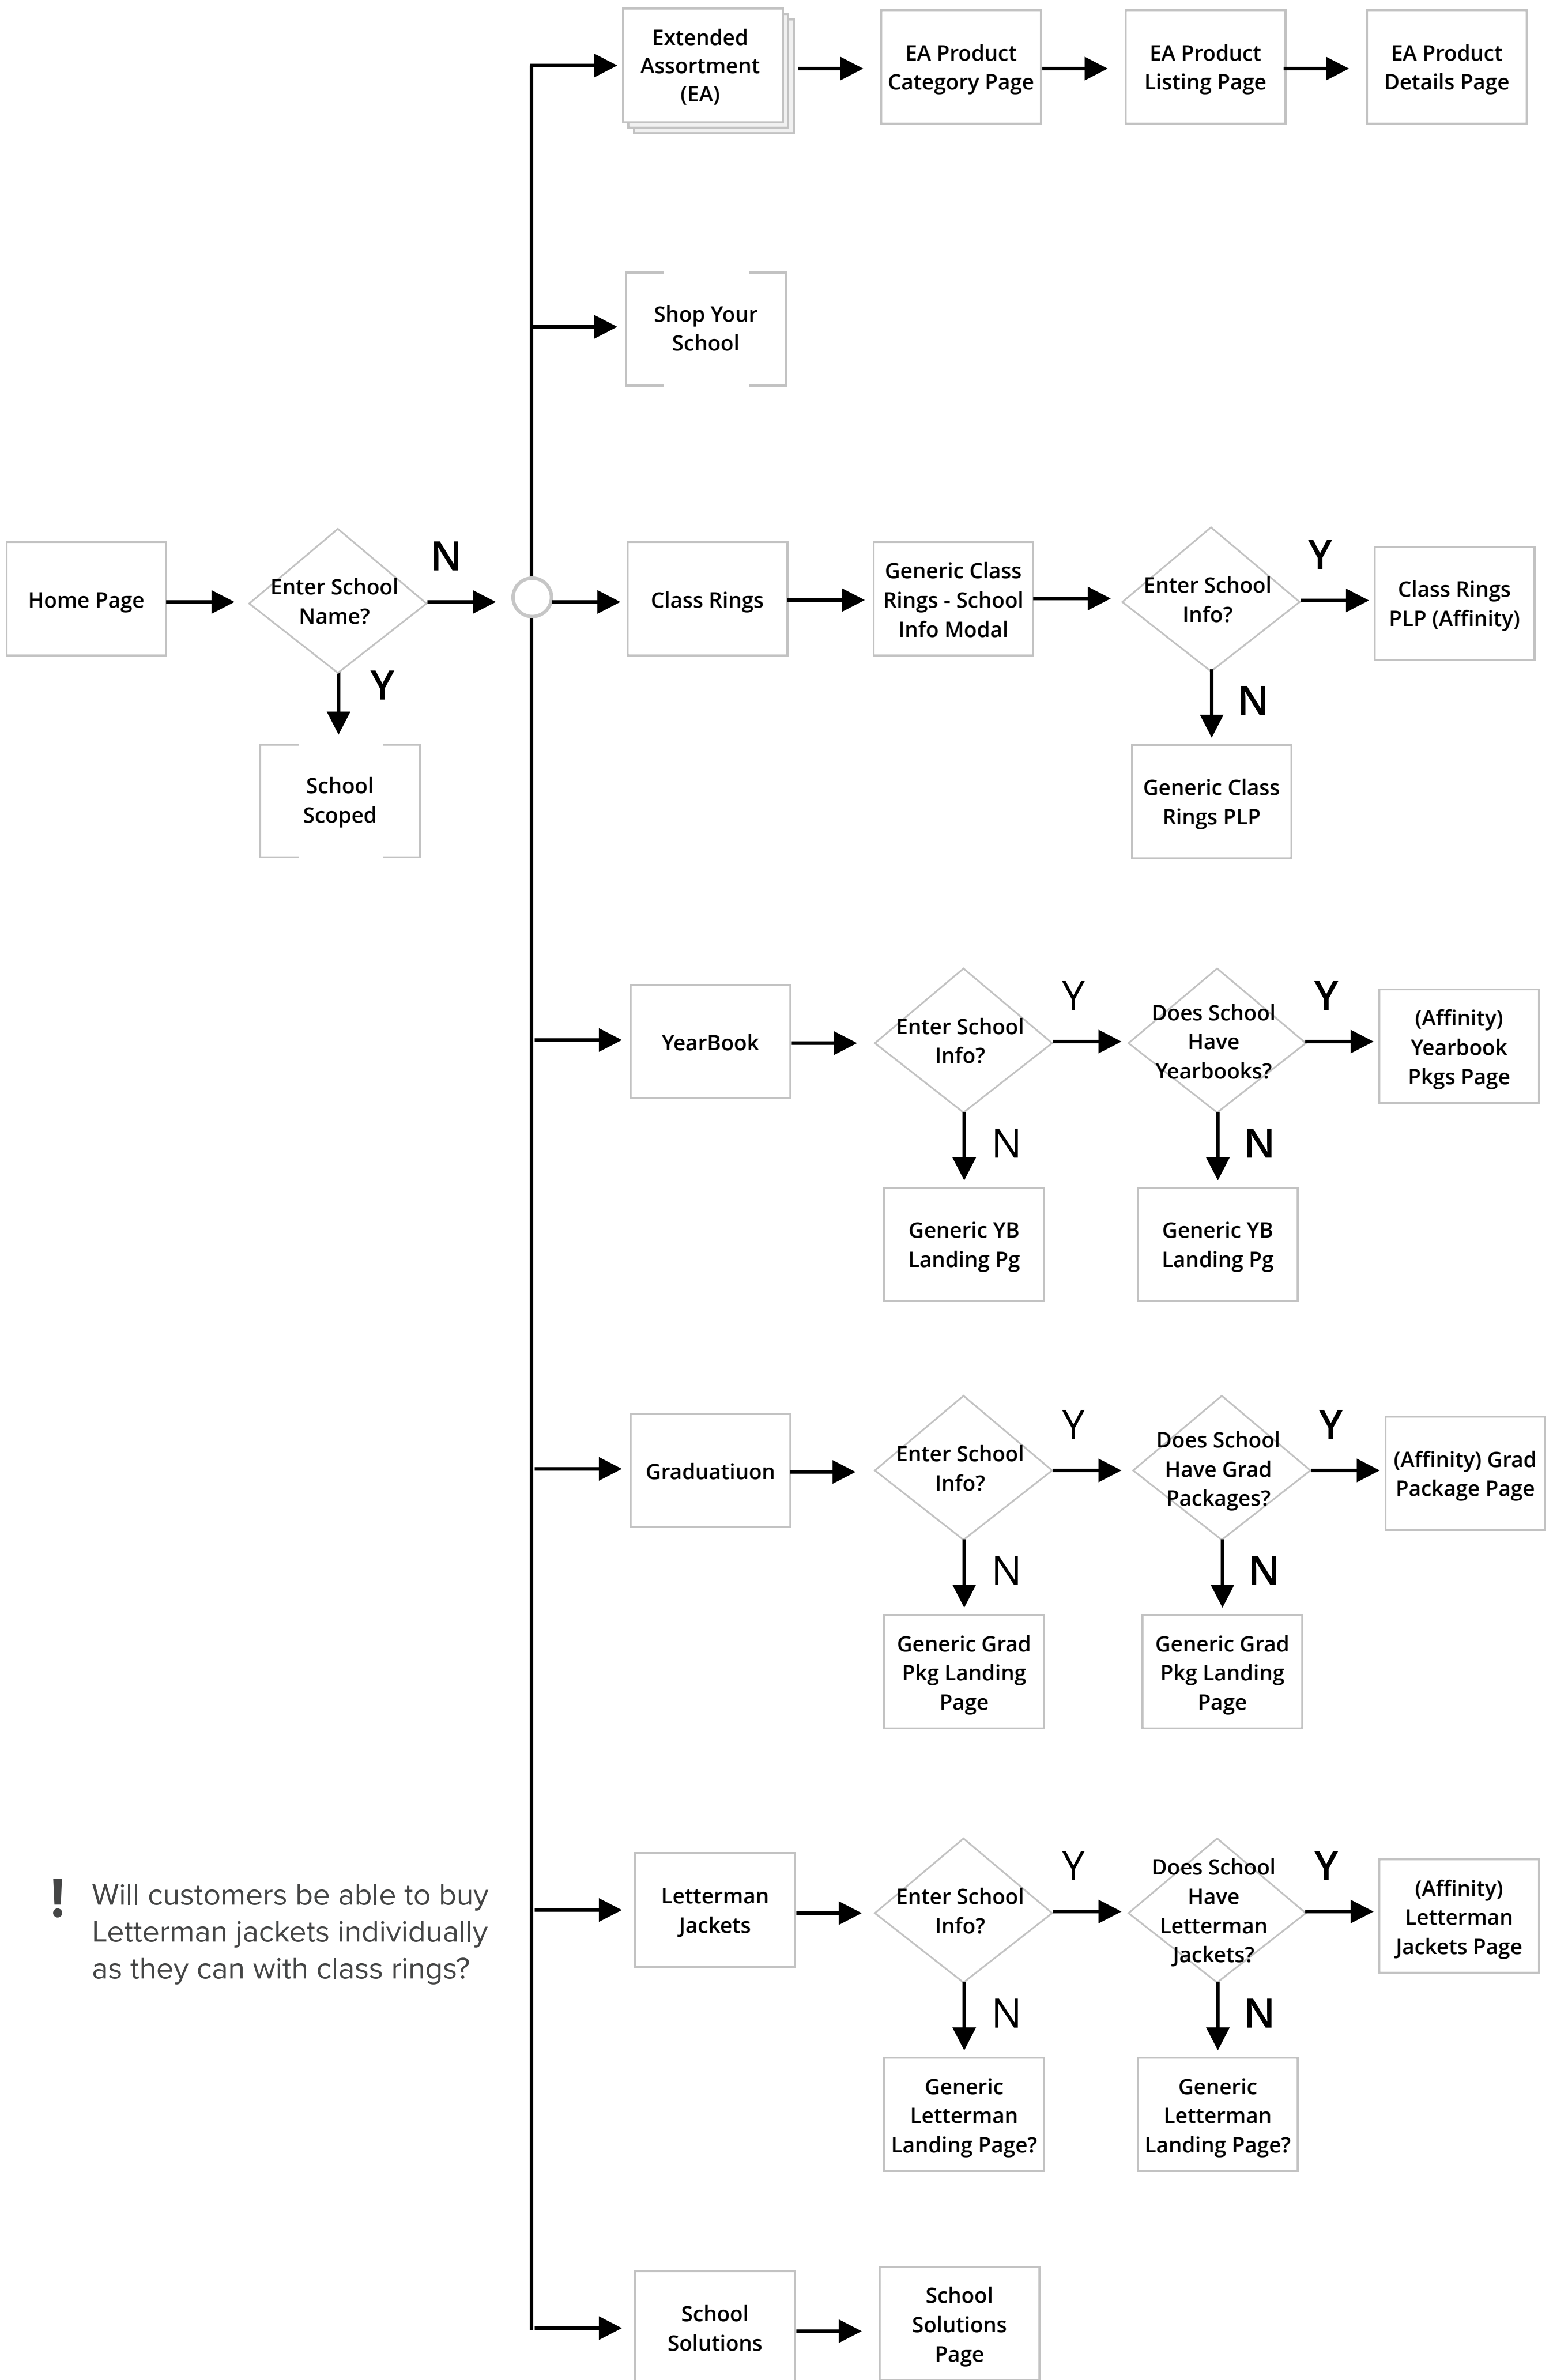 Extended
Assortment
(EA)
EA Product
Category Page
EA Product
Listing Page
EA Product
Details Page
Shop Your
School
Home Page
Enter School
Name?
N
Y
School
Scoped
Class Rings
Generic Class
Rings - School
Info Modal
Enter School
Info?
Y
Class Rings
PLP (Affinity)
N
Generic Class
Rings PLP
YearBook
Enter School
Info?
Y
Does School
Have
Yearbooks?
Y
(Affinity)
Yearbook
Pkgs Page
N
Generic YB
Landing Pg
N
Generic YB
Landing Pg
Graduatiuon
Enter School
Info?
Y
Does School
Have Grad
Packages?
Y
(Affinity) Grad
Package Page
N
Generic Grad
Pkg Landing
Page
N
Generic Grad
Pkg Landing
Page
! Will customers be able to buy
Letterman jackets individually
as they can with class rings?
Letterman
Jackets
Enter School
Info?
Y
Does School
Have
Letterman
Jackets?
Y
(Affinity)
Letterman
Jackets Page
N
Generic
Letterman
Landing Page?
N
Generic
Letterman
Landing Page?
School
Solutions
School
Solutions
Page